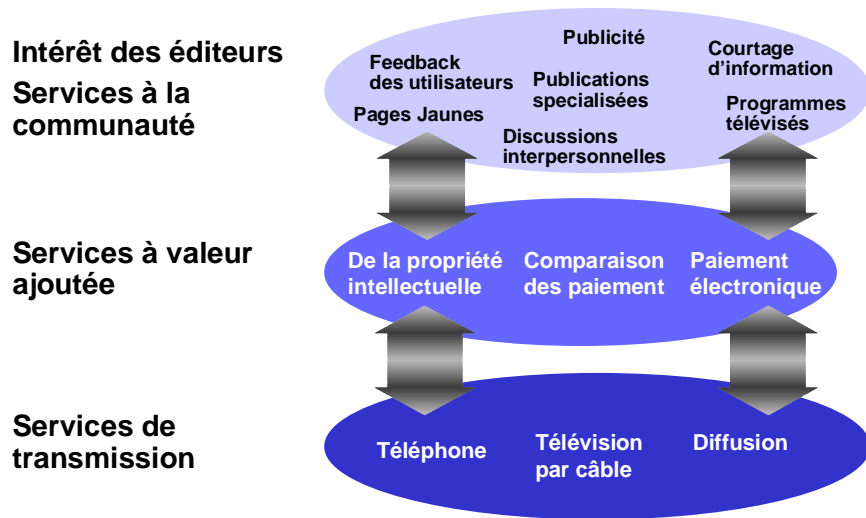 Intérêt des éditeurs
Services à la
communauté
Publicité
Feedback
des utilisateurs
Courtage
d'information
Publications
specialisées
Pages Jaunes
Programmes
télévisés
Discussions
interpersonnelles
Services à valeur
ajoutée
De la propriété
intellectuelle
Comparaison
des paiement
Paiement
électronique
Services de
transmission
Téléphone
Télévision
par câble
Diffusion